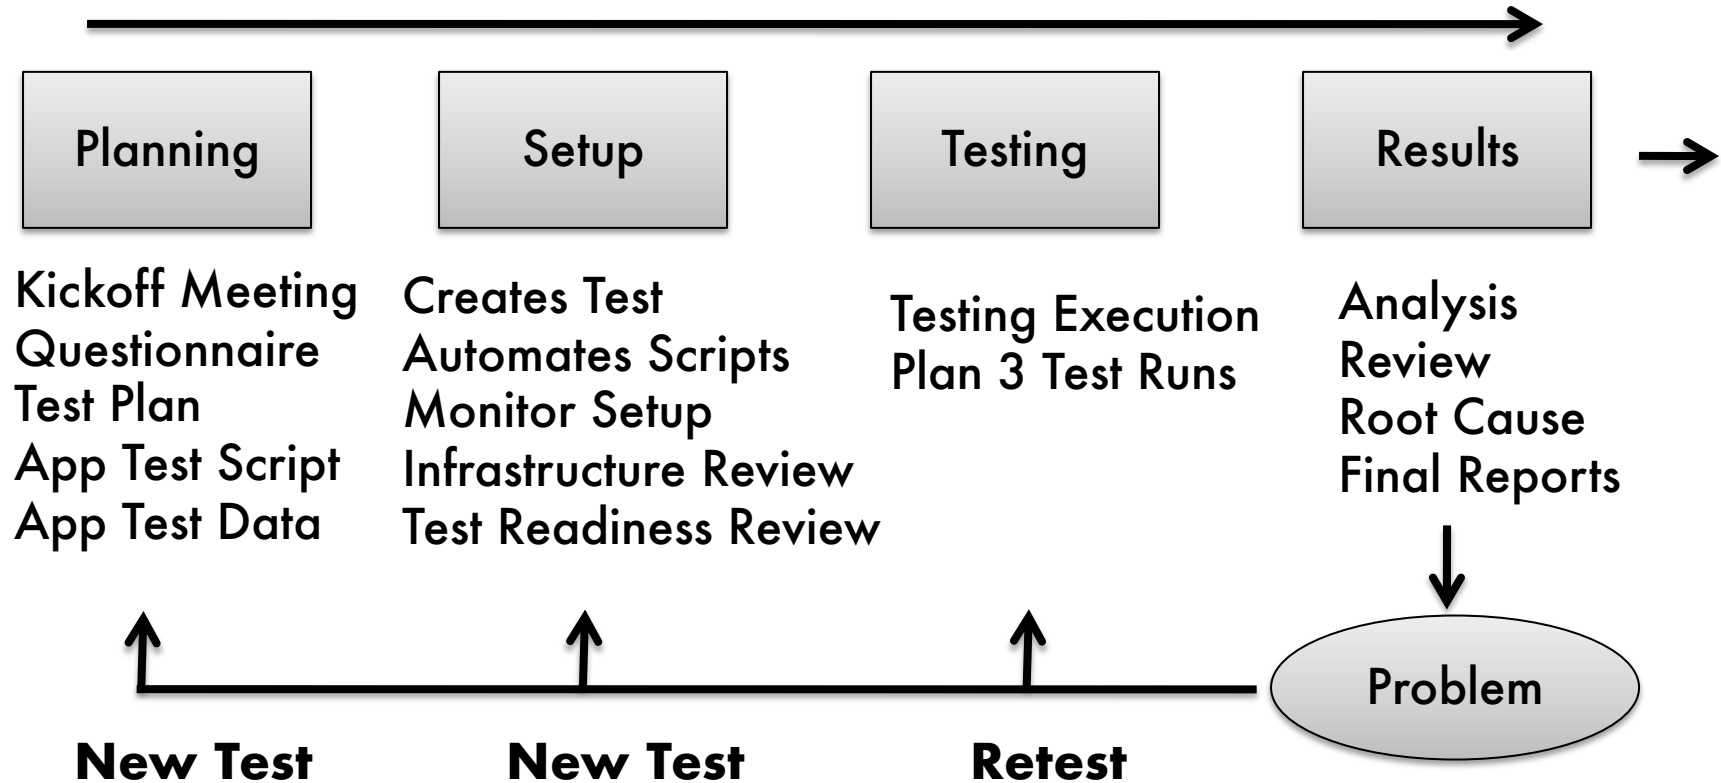 Planning
Setup
Testing
Results
Kickoff Meeting
Questionnaire
Test Plan
App Test Script
App Test Data
Creates Test
Automates Scripts
Monitor Setup
Infrastructure Review
Test Readiness Review
Testing Execution
Plan 3 Test Runs
Analysis
Review
Root Cause
Final Reports
Problem
New Test
New Test
Retest